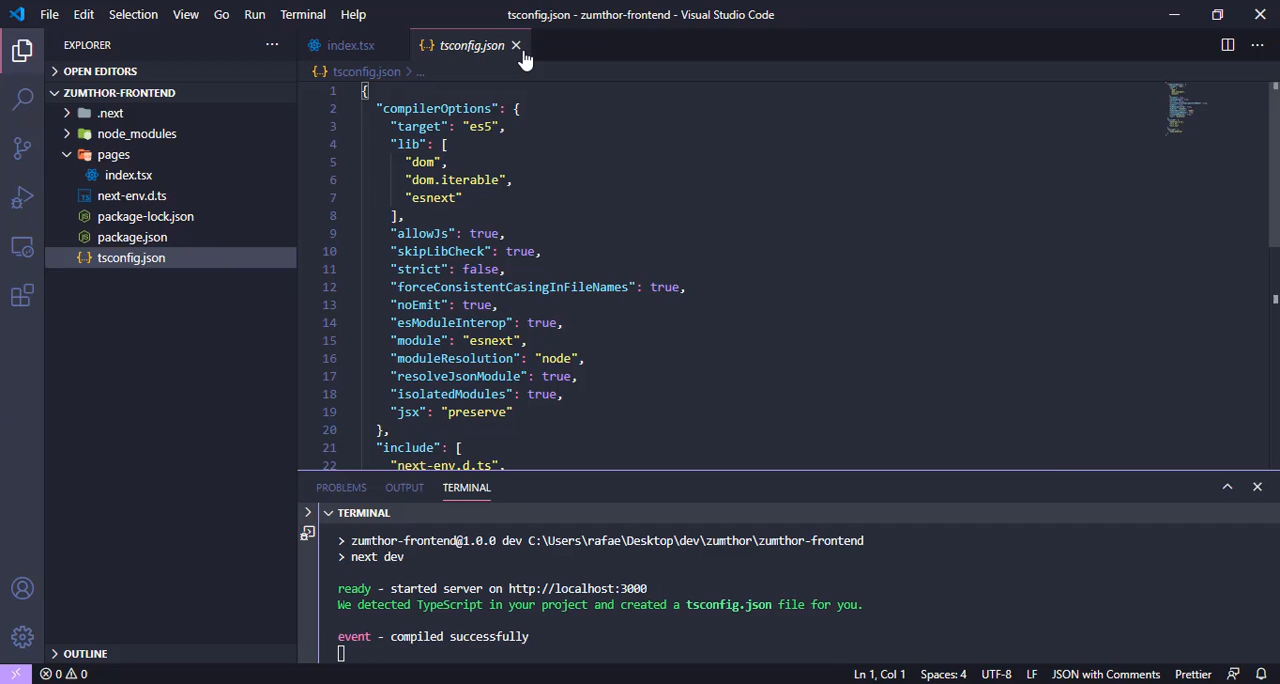 File Edit Selection View Go Run Terminal Help tsconfig.json - zumthor-frontend - Visual Studio Code
EXPLORER
OPEN EDITORS
ZUMTHOR-FRONTEND
.next
node_modules
pages
index.tsx
next-env.d.ts
package-lock.json
package.json
tsconfig.json
OUTLINE
index.tsx tsconfig.json
tsconfig.json > ...
1 {
2 "compilerOptions": {
3 "target": "es5",
4 "lib": [
5 "dom",
6 "dom.iterable",
7 "esnext"
8 ],
9 "allowJs": true,
10 "skipLibCheck": true,
11 "strict": false,
12 "forceConsistentCasingInFileNames": true,
13 "noEmit": true,
14 "esModuleInterop": true,
15 "module": "esnext",
16 "moduleResolution": "node",
17 "resolveJsonModule": true,
18 "isolatedModules": true,
19 "jsx": "preserve"
20 },
21 "include": [
22 "next-env.d.ts",
PROBLEMS OUTPUT TERMINAL
TERMINAL
> zumthor-frontend@1.0.0 dev C:\Users\rafae\Desktop\dev\zumthor\zumthor-frontend
> next dev
ready - started server on http://localhost:3000
We detected TypeScript in your project and created a tsconfig.json file for you.
event - compiled successfully
0 0 Ln 1, Col 1 Spaces: 4 UTF-8 LF JSON with Comments Prettier